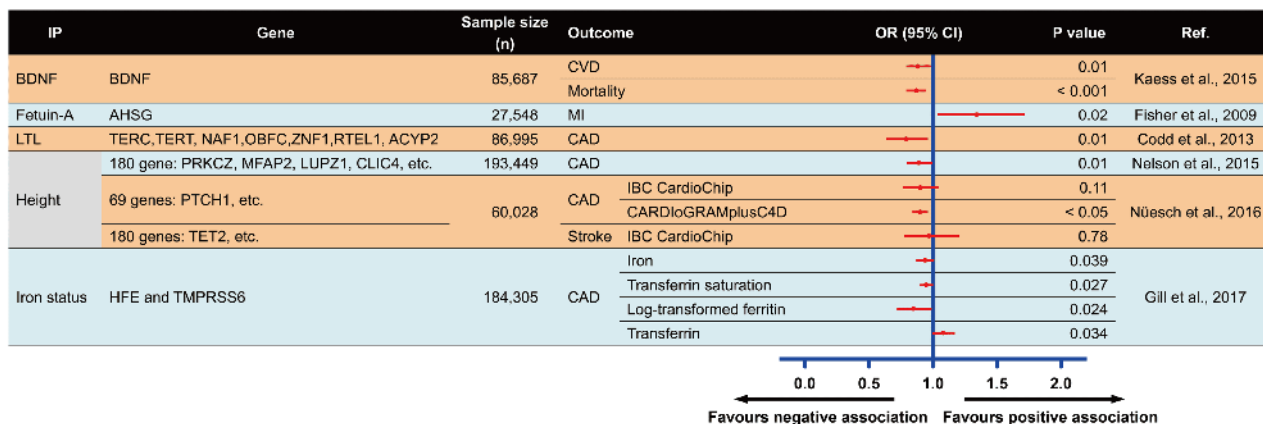 IP Gene Sample size (n) Outcome OR (95% CI) P value Ref.
BDNF BDNF 85,687 CVD 0.01 Kaess et al., 2015
Mortality < 0.001
Fetuin-A AHSG 27,548 MI 0.02 Fisher et al., 2009
LTL TERC,TERT, NAF1,OBFC,ZNF1,RTEL1, ACYP2 86,995 CAD 0.01 Codd et al., 2013
Height 180 gene: PRKCZ, MFAP2, LUPZ1, CLIC4, etc. 193,449 CAD 0.01 Nelson et al., 2015
69 genes: PTCH1, etc. 60,028 CAD IBC CardioChip 0.11 Nüesch et al., 2016
CARDIoGRAMplusC4D < 0.05
180 genes: TET2, etc. Stroke IBC CardioChip 0.78
Iron status HFE and TMPRSS6 184,305 CAD Iron 0.039 Gill et al., 2017
Transferrin saturation 0.027
Log-transformed ferritin 0.024
Transferrin 0.034
0.0 0.5 1.0 1.5 2.0
Favours negative association Favours positive association